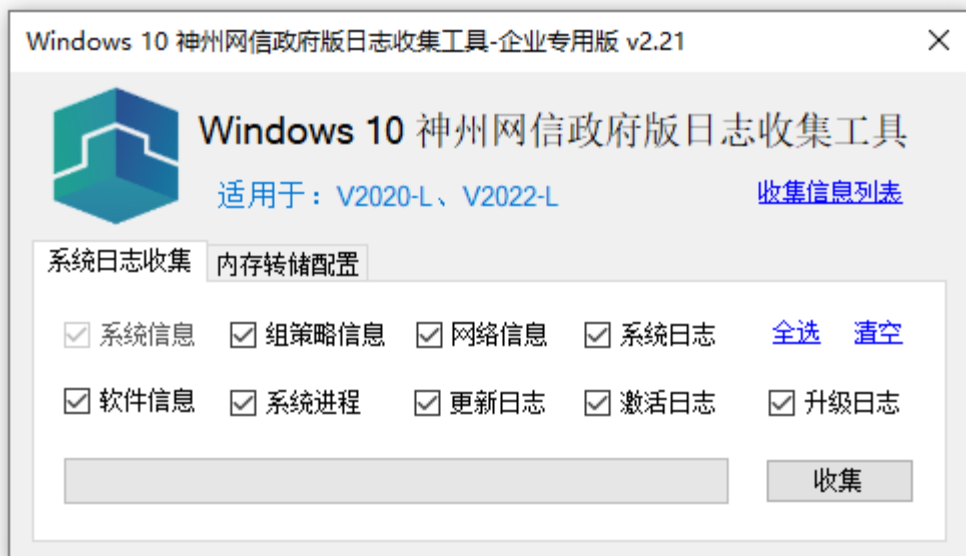 Windows 10 神州网信政府版日志收集工具-企业专用版 v2.21
Windows 10 神州网信政府版日志收集工具
适用于：V2020-L、V2022-L 收集信息列表
系统日志收集 内存转储配置
系统信息 组策略信息 网络信息 系统日志 全选 清空
软件信息 系统进程 更新日志 激活日志 升级日志
收集